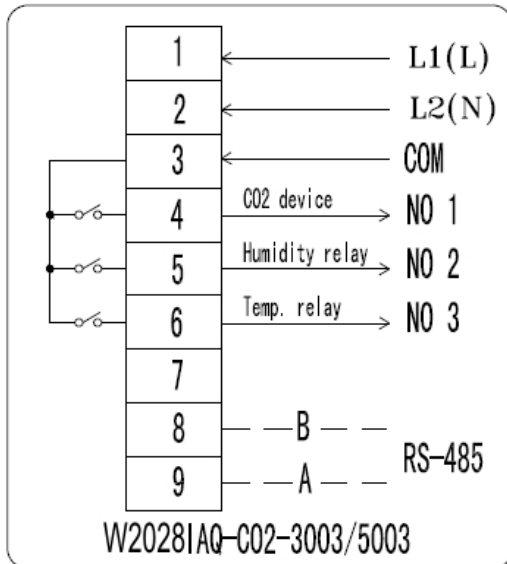 1 L1(L)
2 L2(N)
3 COM
4 CO2 device NO 1
5 Humidity relay NO 2
6 Temp. relay NO 3
7
8 B
RS-485
9 A
W2028IAQ-CO2-3003/5003